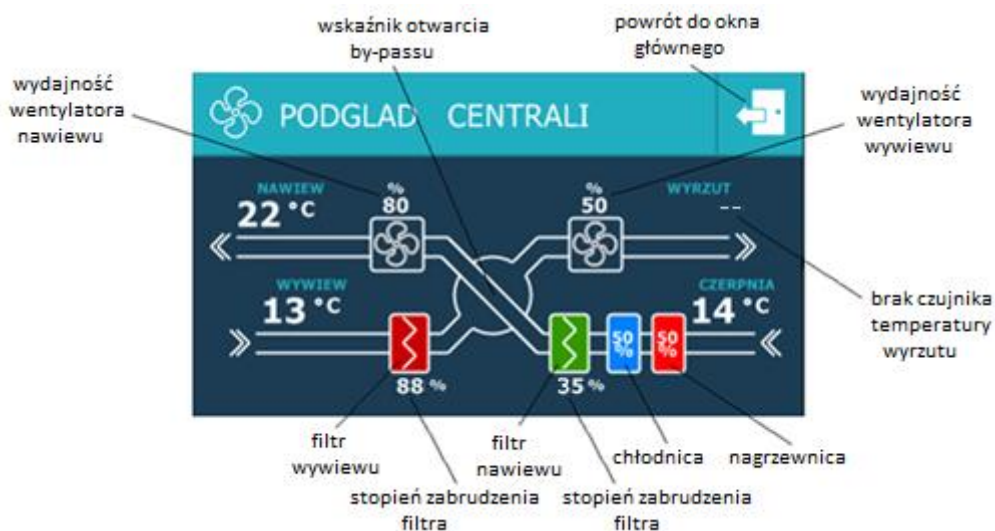 wskaźnik otwarcia
by-passu
powrót do okna
głównego
wydajność
wentylatora
nawiewu
wydajność
wentylatora
wywiewu
PODGLAD CENTRALI
NAWIEW
22 °C
%
80
%
50
WYRZUT
--
WYWIEW
13 °C
CZERPNIA
14 °C
50
%
50
%
88 %
35 %
brak czujnika
temperatury
wyrzutu
filtr
wywiewu
filtr
nawiewu
chłodnica
nagrzewnica
stopień zabrudzenia
filtra
stopień zabrudzenia
filtra